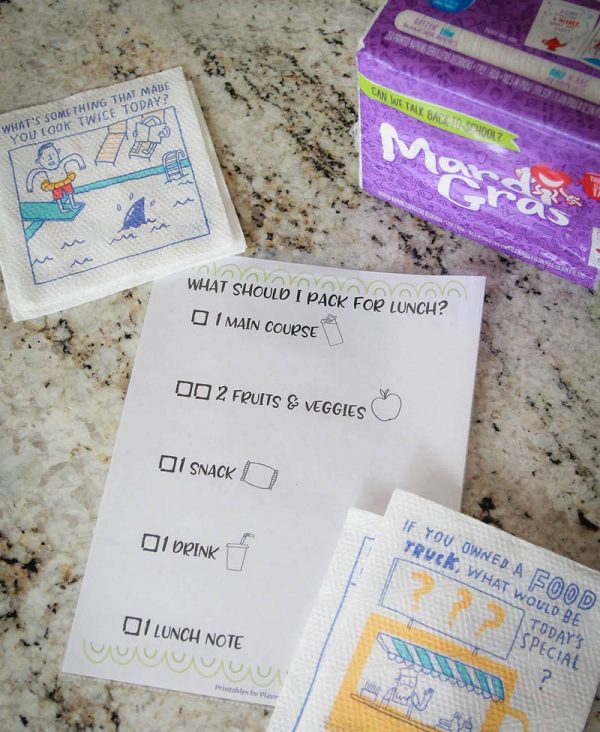 WHAT'S SOMETHING THAT MADE
YOU LOOK TWICE TODAY?
CAN WE TALK BACK-TO-SCHOOL?
Mardi
Gras
WHAT SHOULD I PACK FOR LUNCH?
1 MAIN COURSE
2 FRUITS & VEGGIES
1 SNACK
1 DRINK
1 LUNCH NOTE
Printables by
IF YOU OWNED A FOOD
TRUCK, WHAT WOULD BE
TODAY'S
SPECIAL
?
? ? ?